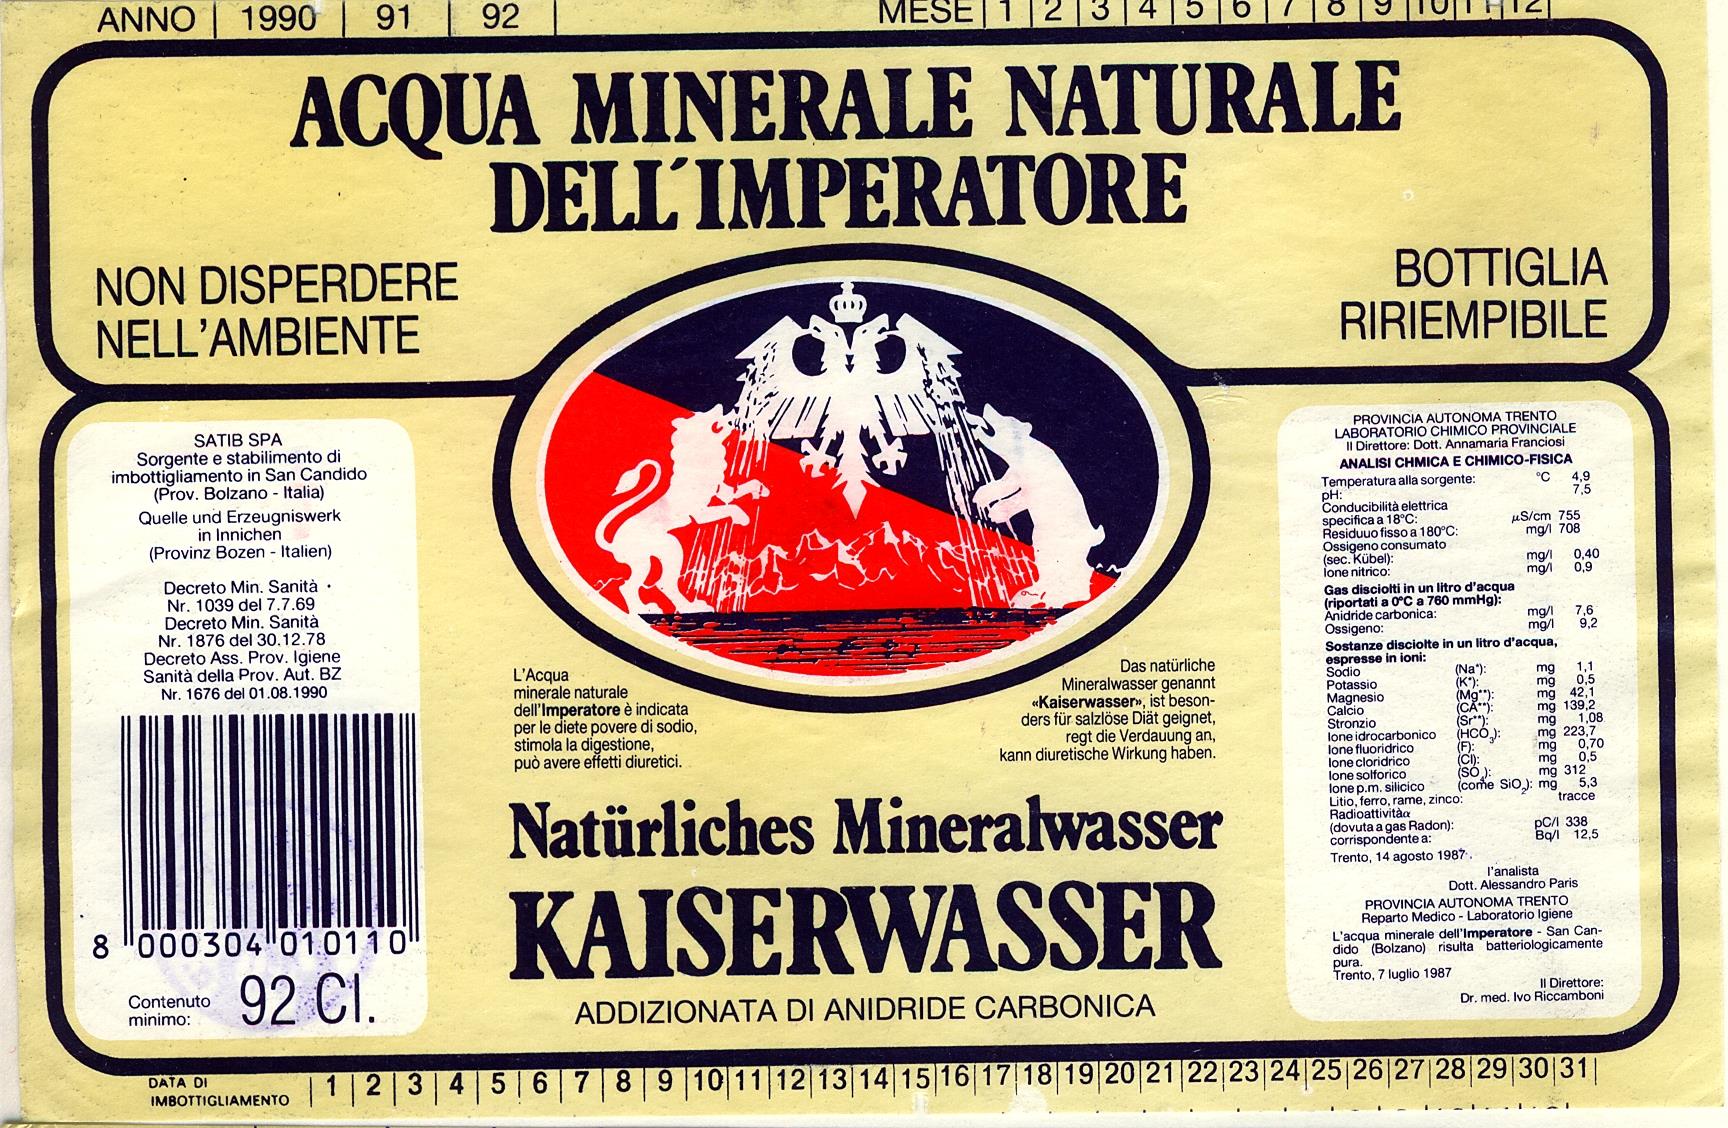 ANNO | 1990 | 91 | 92 |
MESE | 1 | 2 | 3 | 4 | 5 | 6 | 7 | 8 | 9 | 10 | 11 | 12 |
ACQUA MINERALE NATURALE
DELL´IMPERATORE
NON DISPERDERE
NELL'AMBIENTE
BOTTIGLIA
RIRIEMPIBILE
SATIB SPA
Sorgente e stabilimento di
imbottigliamento in San Candido
(Prov. Bolzano - Italia)
Quelle und Erzeugniswerk
in Innichen
(Provinz Bozen - Italien)
Decreto Min. Sanità
Nr. 1039 del 7.7.69
Decreto Min. Sanità
Nr. 1876 del 30.12.78
Decreto Ass. Prov. Igiene
Sanità della Prov. Aut. BZ
Nr. 1676 del 01.08.1990
8 000304 010110
Contenuto
minimo: 92 Cl.
L'Acqua
minerale naturale
dell'Imperatore è indicata
per le diete povere di sodio,
stimola la digestione,
può avere effetti diuretici.
Das natürliche
Mineralwasser genannt
«Kaiserwasser», ist beson-
ders für salzlöse Diät geignet,
regt die Verdauung an,
kann diuretische Wirkung haben.
Natürliches Mineralwasser
KAISERWASSER
ADDIZIONATA DI ANIDRIDE CARBONICA
PROVINCIA AUTONOMA TRENTO
LABORATORIO CHIMICO PROVINCIALE
Il Direttore: Dott. Annamaria Franciosi
ANALISI CHMICA E CHIMICO-FISICA
Temperatura alla sorgente: °C 4,9
pH: 7,5
Conducibilità elettrica
specifica a 18°C: µS/cm 755
Residuuo fisso a 180°C: mg/l 708
Ossigeno consumato
(sec. Kübel): mg/l 0,40
Ione nitrico: mg/l 0,9
Gas disciolti in un litro d'acqua
(riportati a 0°C a 760 mmHg):
Anidride carbonica: mg/l 7,6
Ossigeno: mg/l 9,2
Sostanze disciolte in un litro d'acqua,
espresse in ioni:
Sodio (Na⁺): mg 1,1
Potassio (K⁺): mg 0,5
Magnesio (Mg⁺⁺): mg 42,1
Calcio (CA⁺⁺): mg 139,2
Stronzio (Sr⁺⁺): mg 1,08
Ione idrocarbonico (HCO₃): mg 223,7
Ione fluoridrico (F): mg 0,70
Ione cloridrico (Cl): mg 0,5
Ione solforico (SO₄): mg 312
Ione p.m. silicico (come SiO₂): mg 5,3
Litio, ferro, rame, zinco: tracce
Radioattivitàα
(dovuta a gas Radon): pC/l 338
corrispondente a: Bq/l 12,5
Trento, 14 agosto 1987
l'analista
Dott. Alessandro Paris
PROVINCIA AUTONOMA TRENTO
Reparto Medico - Laboratorio Igiene
L'acqua minerale dell'Imperatore - San Can-
dido (Bolzano) risulta batteriologicamente
pura.
Trento, 7 luglio 1987
Il Direttore:
Dr. med. Ivo Riccamboni
DATA DI
IMBOTTIGLIAMENTO | 1 | 2 | 3 | 4 | 5 | 6 | 7 | 8 | 9 | 10 | 11 | 12 | 13 | 14 | 15 | 16 | 17 | 18 | 19 | 20 | 21 | 22 | 23 | 24 | 25 | 26 | 27 | 28 | 29 | 30 | 31 |